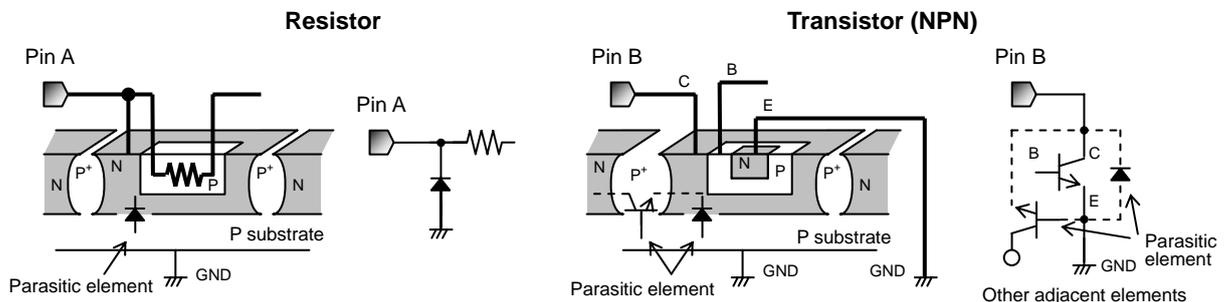 Resistor
Transistor (NPN)
Pin A
Pin A
N
P+
N
P
P+
N
P substrate
Parasitic element
GND
Pin B
C
B
E
N
P+
N
P
P+
N
P substrate
Parasitic element
GND
GND
Pin B
B
C
E
GND
Parasitic
element
Other adjacent elements